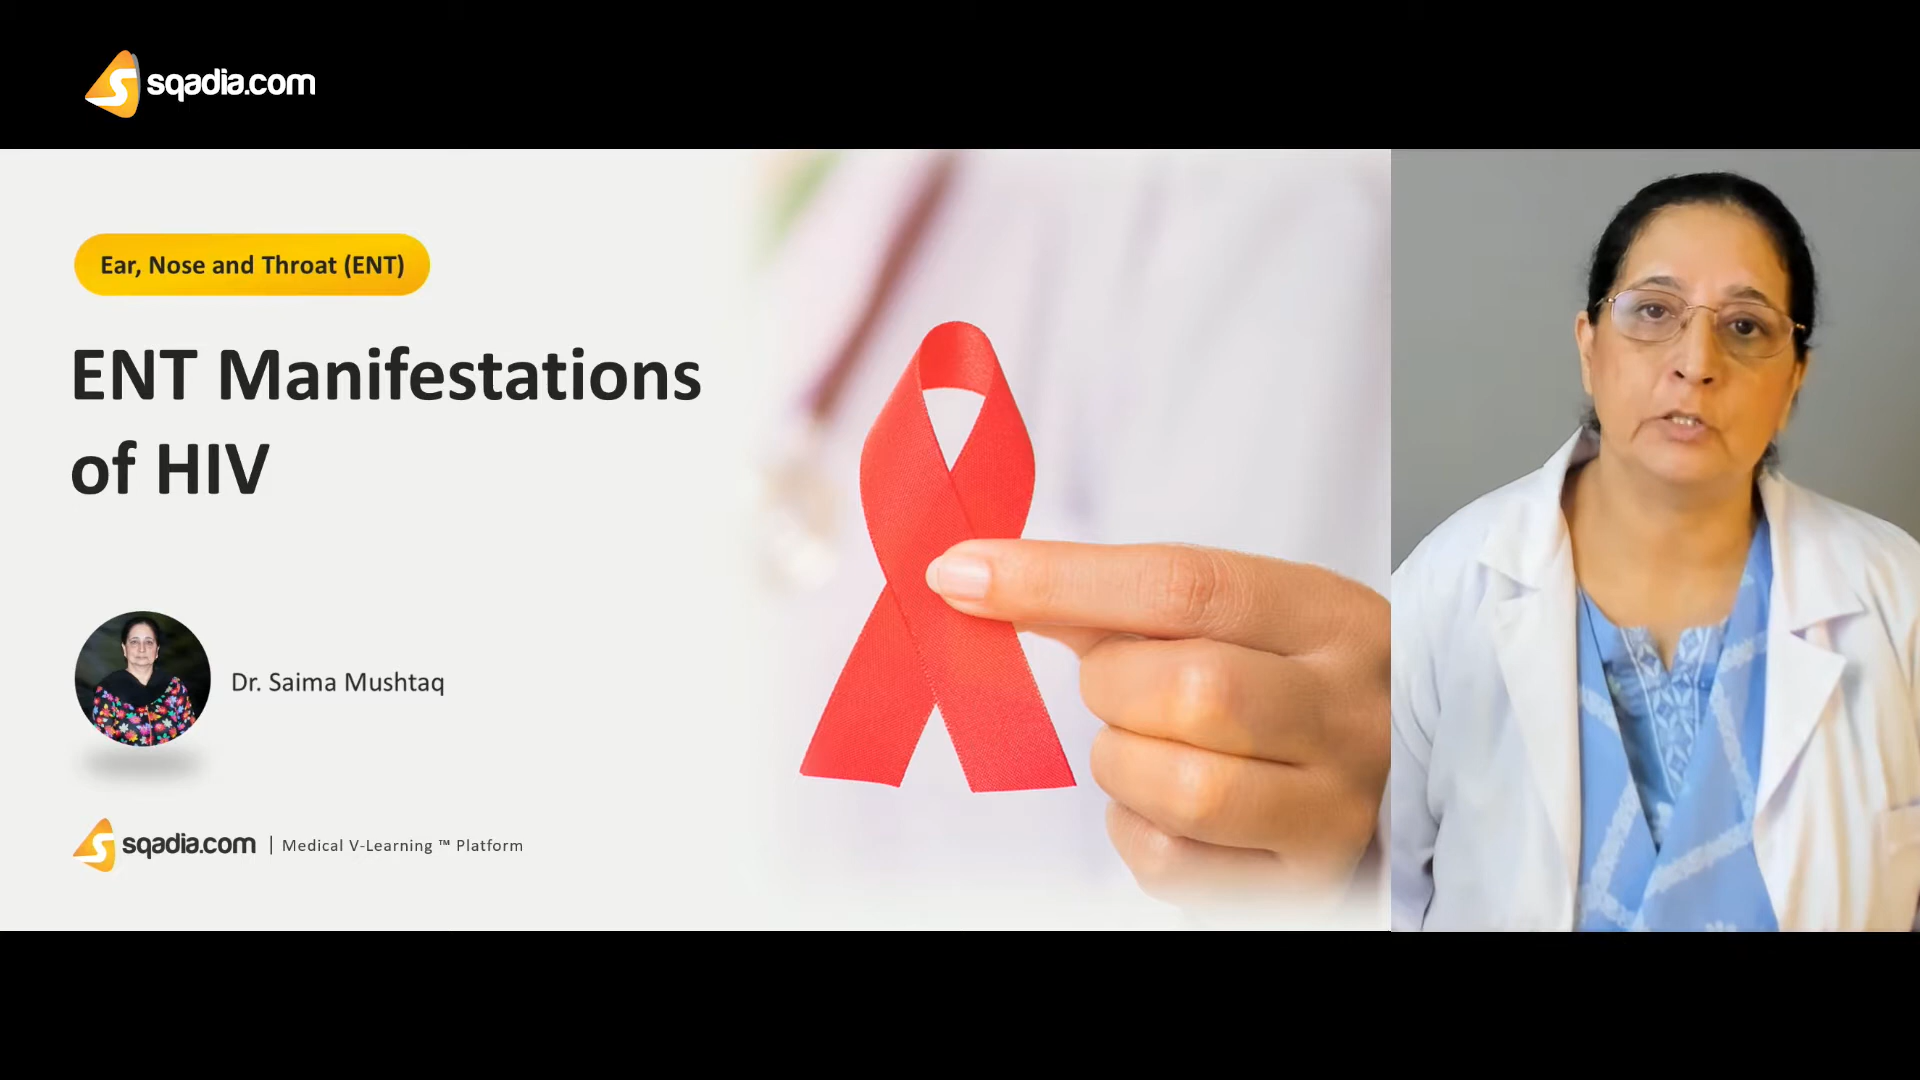 sqadia.com
Ear, Nose and Throat (ENT)
ENT Manifestations
of HIV
Dr. Saima Mushtaq
sqadia.com | Medical V-Learning ™ Platform